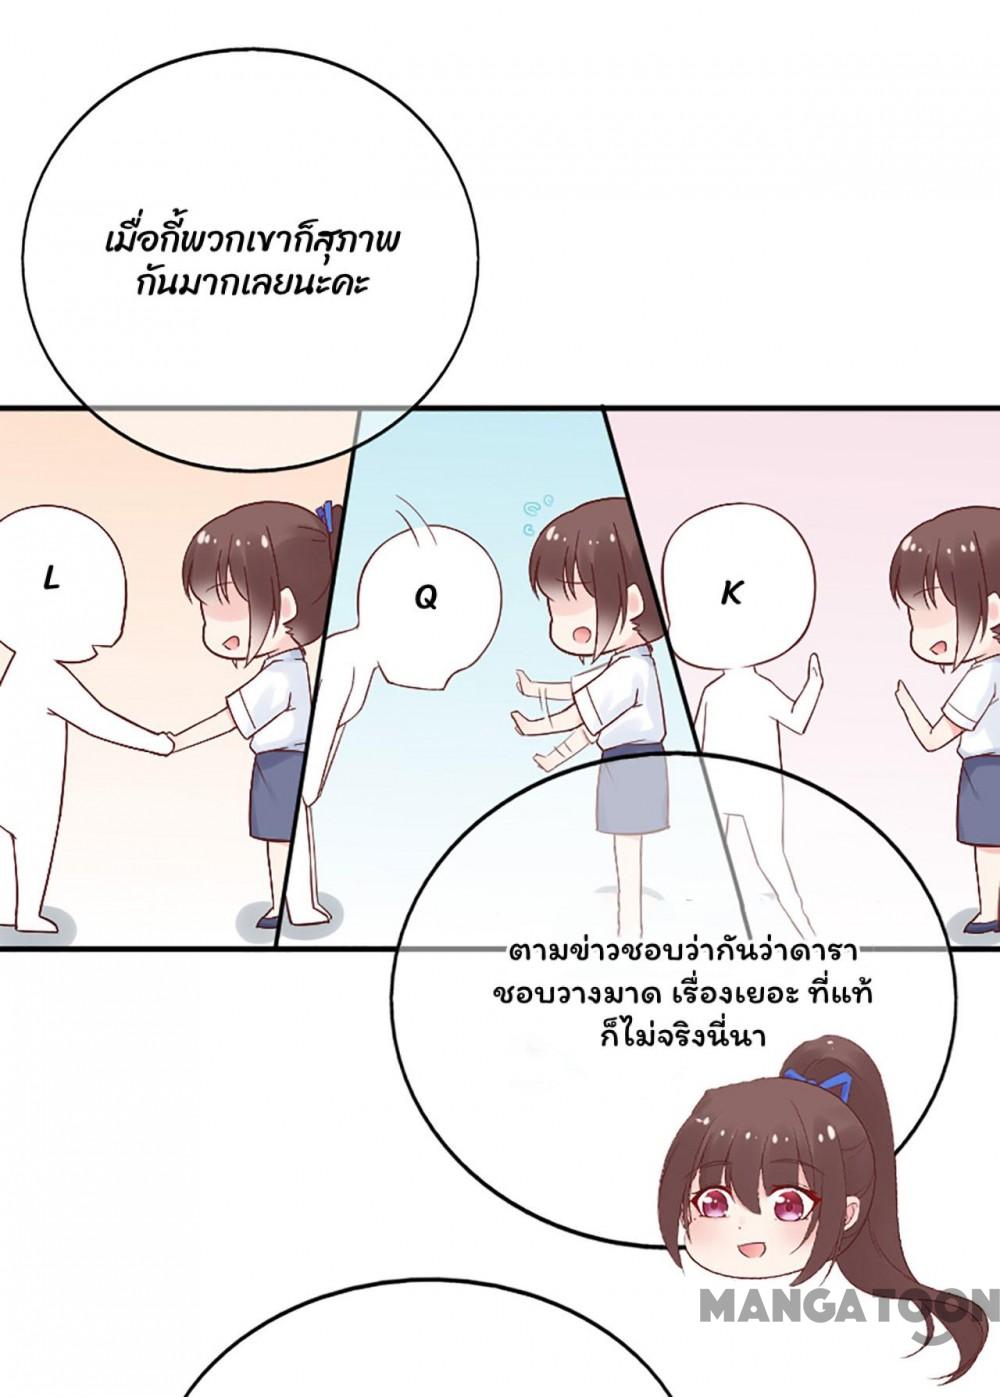 เมื่อกี้พวกเขาก็สุภาพ
กันมากเลยนะคะ
L
Q
K
ตามข่าวชอบว่ากันว่าดารา
ชอบวางมาด เรื่องเยอะ ที่แท้
ก็ไม่จริงนี่นา
MANGATOON